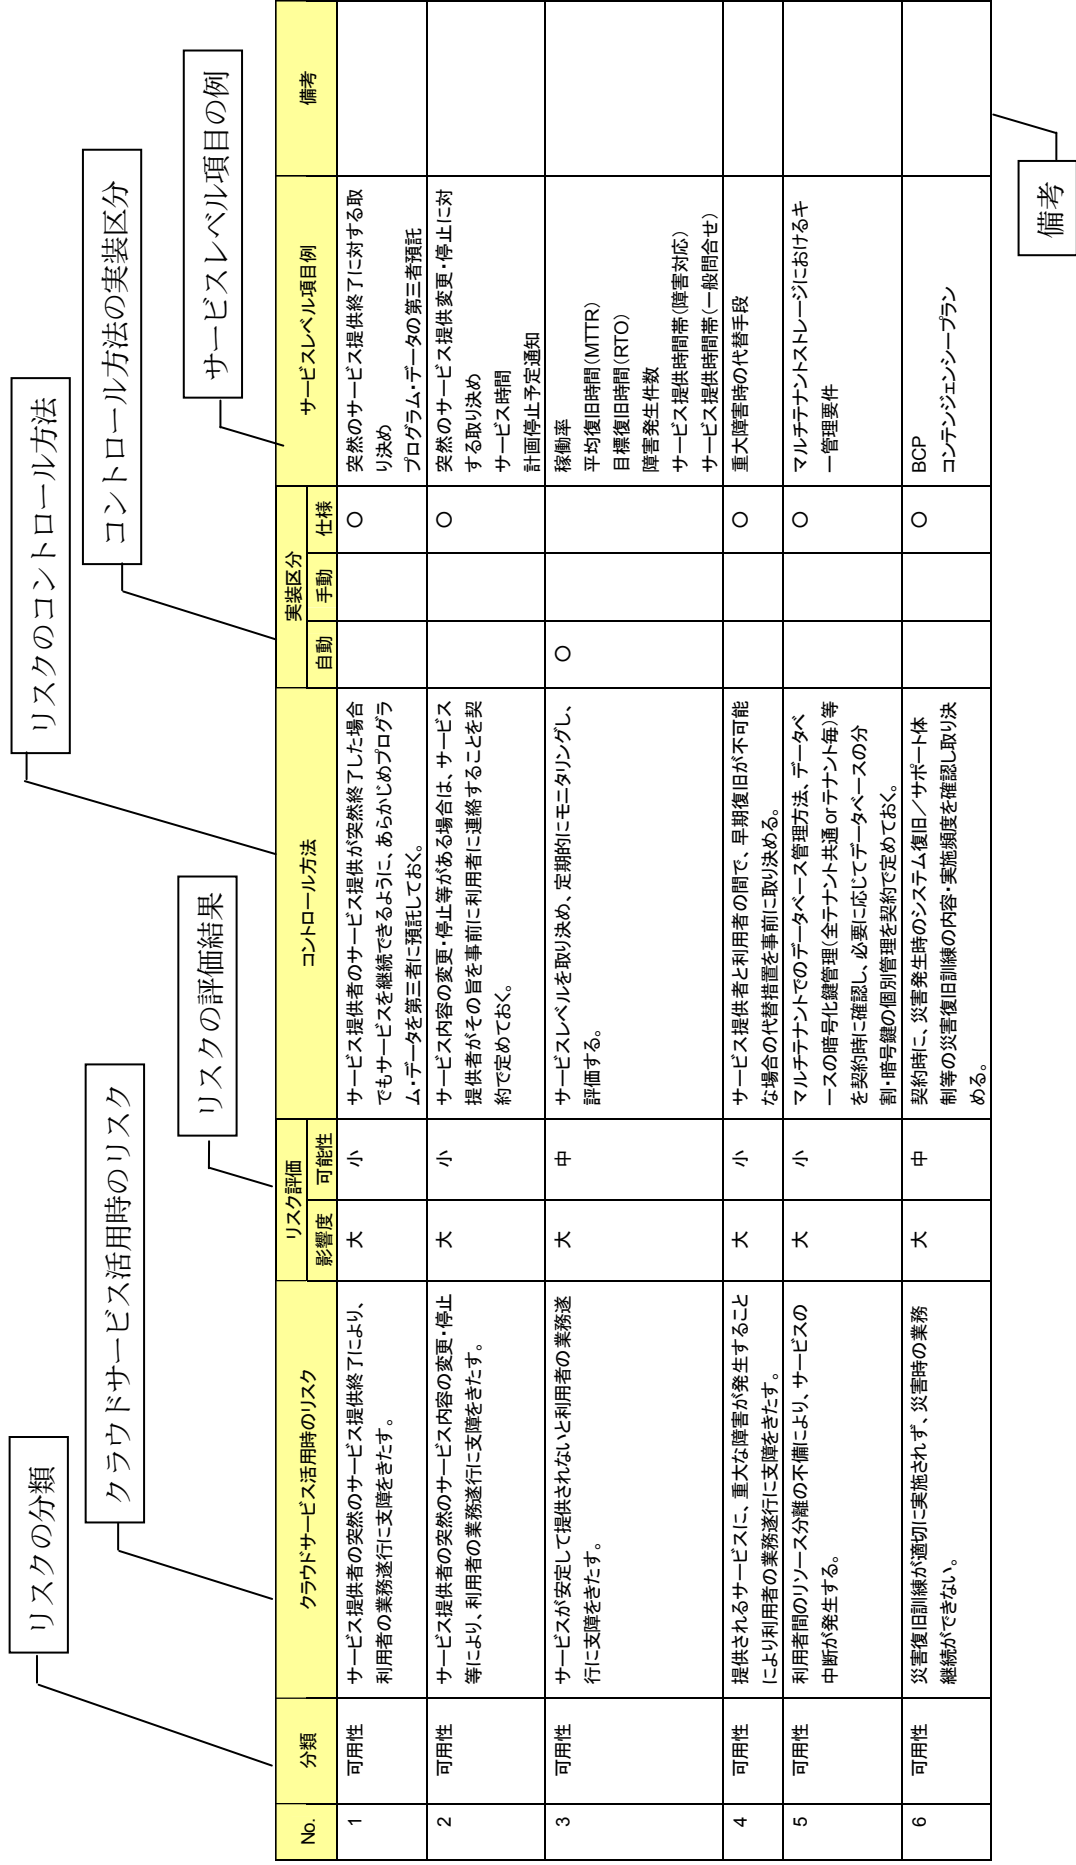 リスクの分類
クラウドサービス活用時のリスク
リスクの評価結果
リスクのコントロール方法
コントロール方法の実装区分
サービスレベル項目の例
No.
分類
クラウドサービス活用時のリスク
リスク評価
影響度
可能性
コントロール方法
実装区分
自動
手動
仕様
サービスレベル項目例
備考
1
可用性
サービス提供者の突然のサービス提供終了により、
利用者の業務遂行に支障をきたす。
大
小
サービス提供者のサービス提供が突然終了した場合
でもサービスを継続できるように、あらかじめプログラ
ム・データを第三者に預託しておく。
○
突然のサービス提供終了に対する取
り決め
プログラム・データの第三者預託
2
可用性
サービス提供者の突然のサービス内容の変更・停止
等により、利用者の業務遂行に支障をきたす。
大
小
サービス内容の変更・停止等がある場合は、サービス
提供者がその旨を事前に利用者に連絡することを契
約で定めておく。
○
突然のサービス提供変更・停止に対
する取り決め
サービス時間
計画停止予定通知
3
可用性
サービスが安定して提供されないと利用者の業務遂
行に支障をきたす。
大
中
サービスレベルを取り決め、定期的にモニタリングし、
評価する。
○
稼働率
平均復旧時間(MTTR)
目標復旧時間(RTO)
障害発生件数
サービス提供時間帯(障害対応)
サービス提供時間帯(一般問合せ)
4
可用性
提供されるサービスに、重大な障害が発生すること
により利用者の業務遂行に支障をきたす。
大
小
サービス提供者と利用者の間で、早期復旧が不可能
な場合の代替措置を事前に取り決める。
○
重大障害時の代替手段
5
可用性
利用者間のリソース分離の不備により、サービスの
中断が発生する。
大
小
マルチテナントでのデータベース管理方法、データベ
ースの暗号化鍵管理(全テナント共通 or テナント毎)等
を契約時に確認し、必要に応じてデータベースの分
割・暗号鍵の個別管理を契約で定めておく。
○
マルチテナントストレージにおけるキ
ー管理要件
6
可用性
災害復旧訓練が適切に実施されず、災害時の業務
継続ができない。
大
中
契約時に、災害発生時のシステム復旧/サポート体
制等の災害復旧訓練の内容・実施頻度を確認し取り決
める。
○
BCP
コンテンジェンシープラン
備考